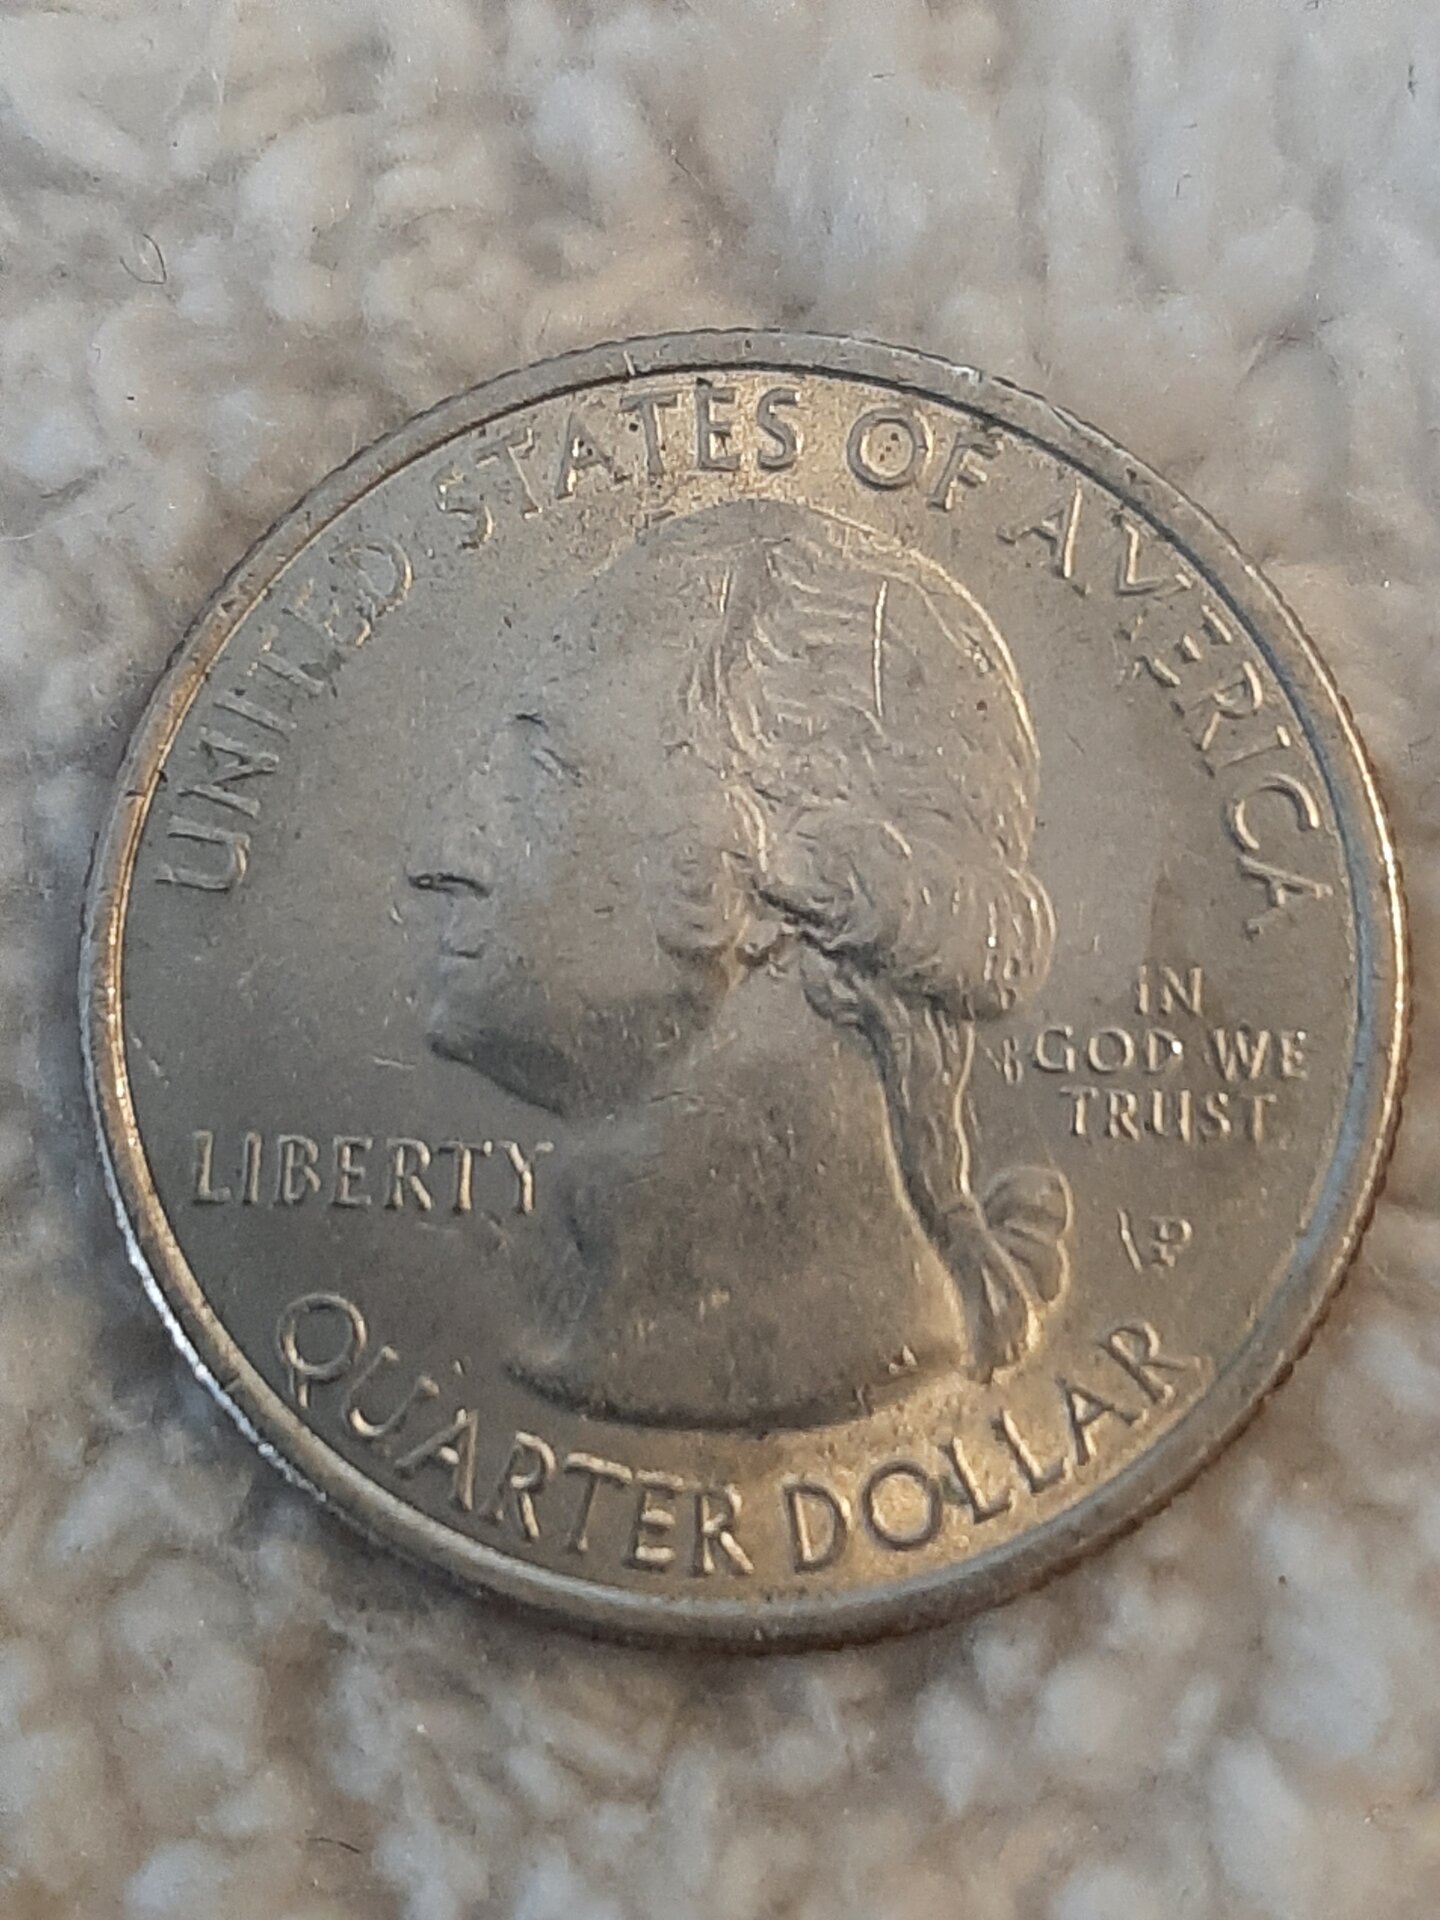 UNITED STATES OF AMERICA
IN
GOD WE
TRUST
LIBERTY
P
QUARTER DOLLAR